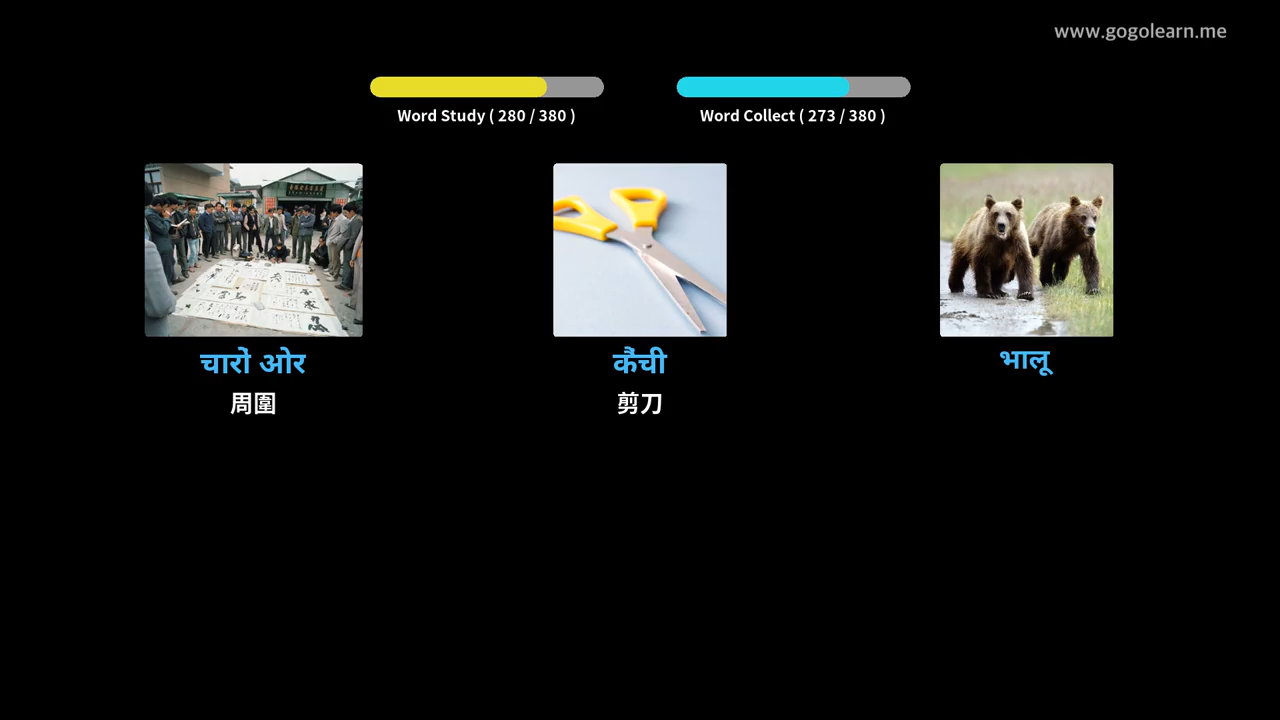 www.gogolearn.me
Word Study ( 280 / 380 )
Word Collect ( 273 / 380 )
चारों ओर
कैंची
भालू
周圍
剪刀